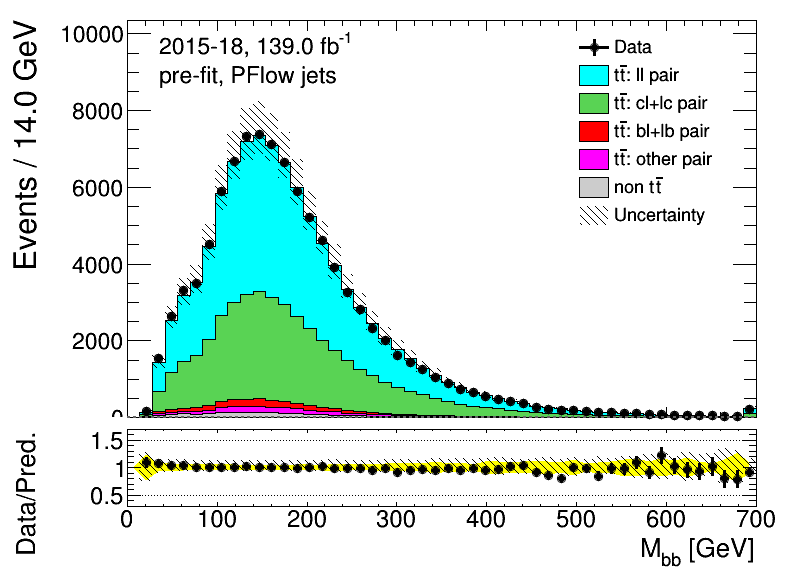 Events / 14.0 GeV
10000
8000
6000
4000
2000
0
2015-18, 139.0 fb⁻¹
pre-fit, PFlow jets
Data
tt̄: ll pair
tt̄: cl+lc pair
tt̄: bl+lb pair
tt̄: other pair
non tt̄
Uncertainty
Data/Pred.
1.5
1
0.5
0 100 200 300 400 500 600 700
M_bb [GeV]